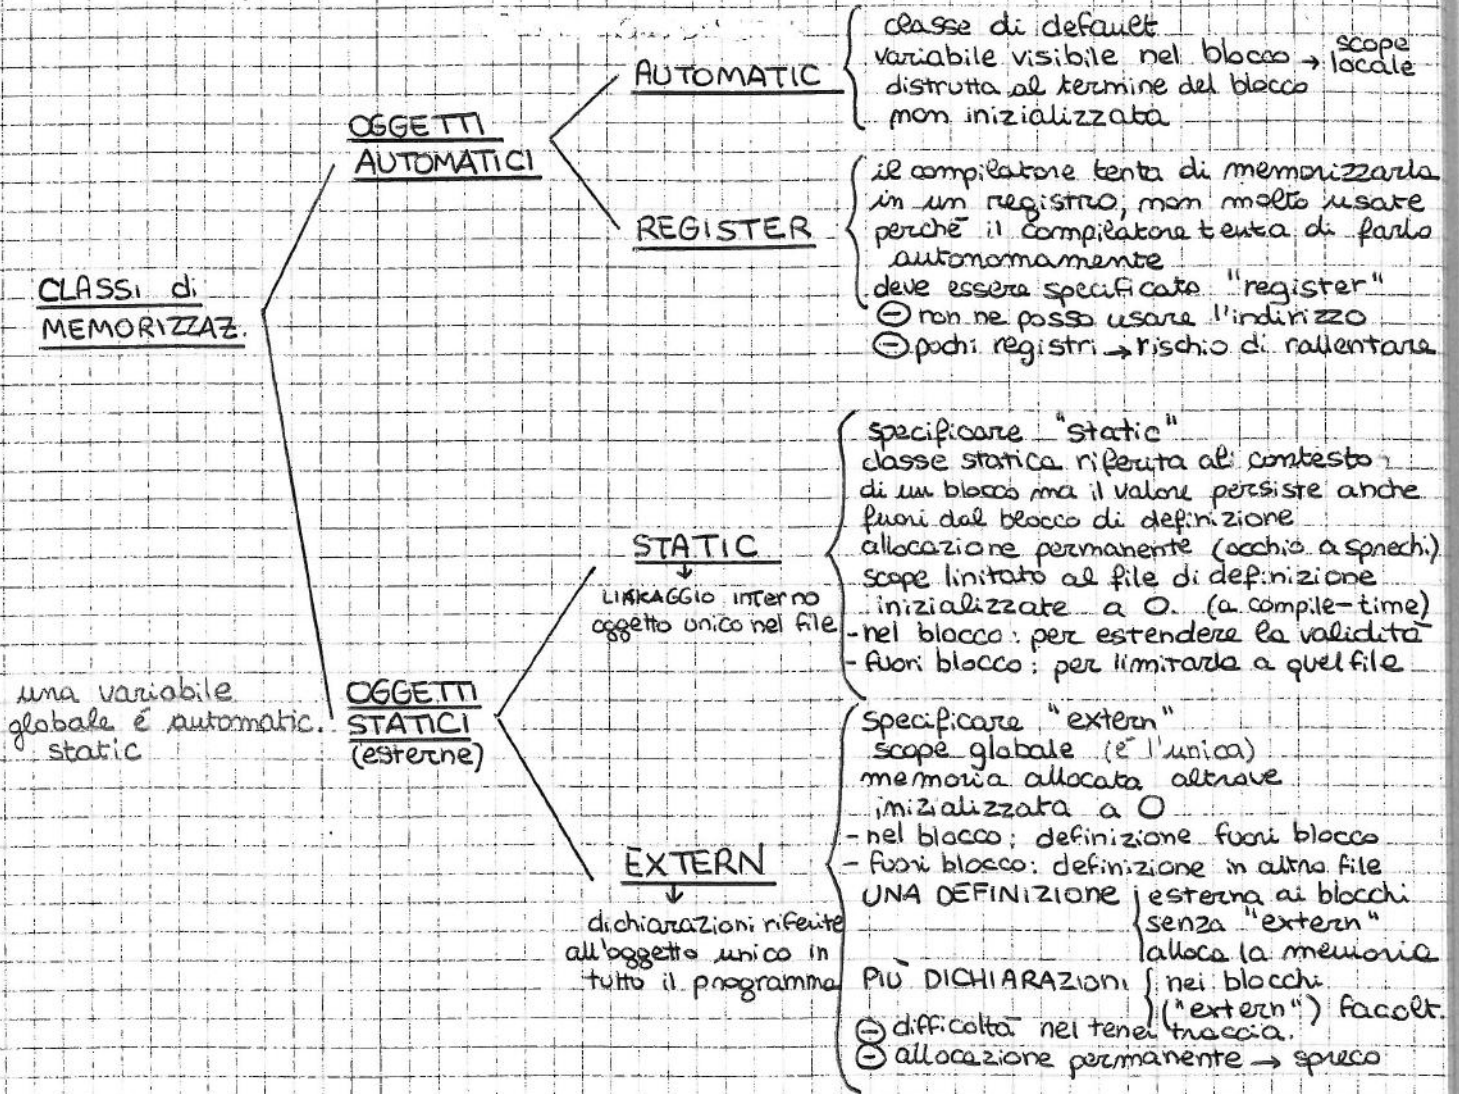 CLASSI di
MEMORIZZAZ.
OGGETTI
AUTOMATICI
AUTOMATIC
classe di default
variabile visibile nel blocco → scope locale
distrutta al termine del blocco
non inizializzata
REGISTER
il compilatore tenta di memorizzarla
in un registro, non molto usate
perché il compilatore tenta di farlo
autonomamente
deve essere specificato "register"
⊖ non ne posso usare l'indirizzo
⊖ pochi registri → rischio di rallentare
una variabile
globale é automatic.
static
OGGETTI
STATICI
(esterne)
STATIC
↓
LINKAGGIO interno
oggetto unico nel file
specificare "static"
classe statica riferita al contesto
di un blocco ma il valore persiste anche
fuori dal blocco di definizione
allocazione permanente (occhio a sprechi)
scope limitato al file di definizione
inizializzate a 0. (a compile-time)
- nel blocco: per estendere la validità
- fuori blocco: per limitarla a quel file
EXTERN
↓
dichiarazioni riferite
all'oggetto unico in
tutto il programma
specificare "extern"
scope globale (é l'unica)
memoria allocata altrove
inizializzata a 0
- nel blocco: definizione fuori blocco
- fuori blocco: definizione in altro file
UNA DEFINIZIONE esterna ai blocchi
senza "extern"
alloca la memoria
PIÙ DICHIARAZIONI nei blocchi
("extern") facolt.
⊖ difficoltà nel tener traccia.
⊖ allocazione permanente → spreco